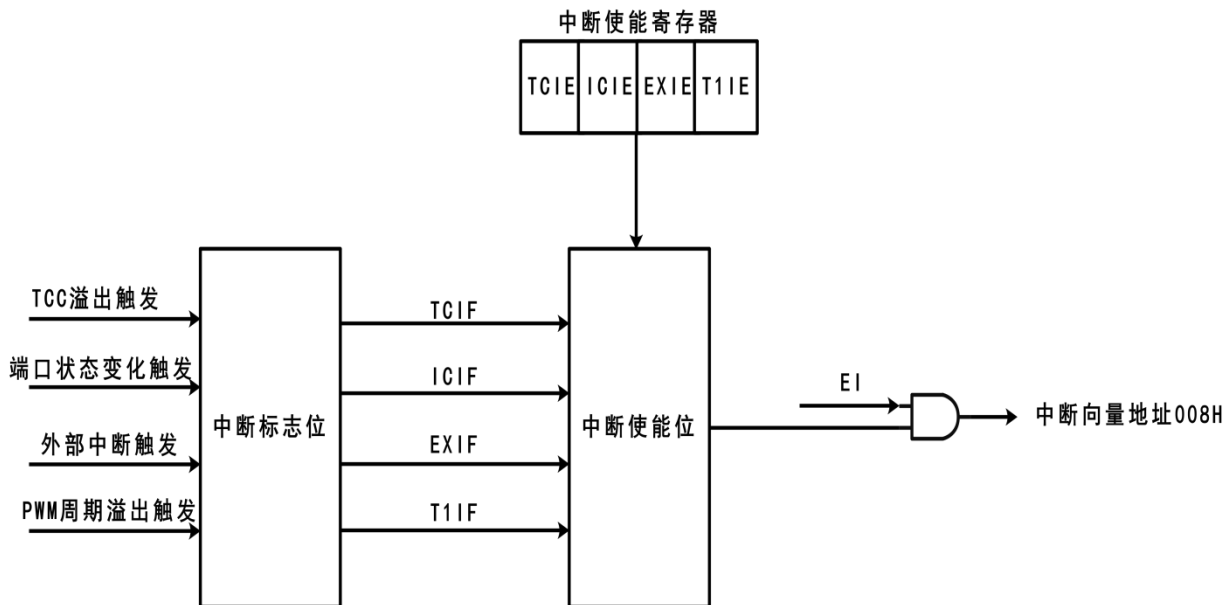 中断使能寄存器
TCIE ICIE EXIE T1IE
TCC溢出触发
端口状态变化触发
外部中断触发
PWM周期溢出触发
中断标志位
TCIF
ICIF
EXIF
T1IF
中断使能位
EI
中断向量地址008H